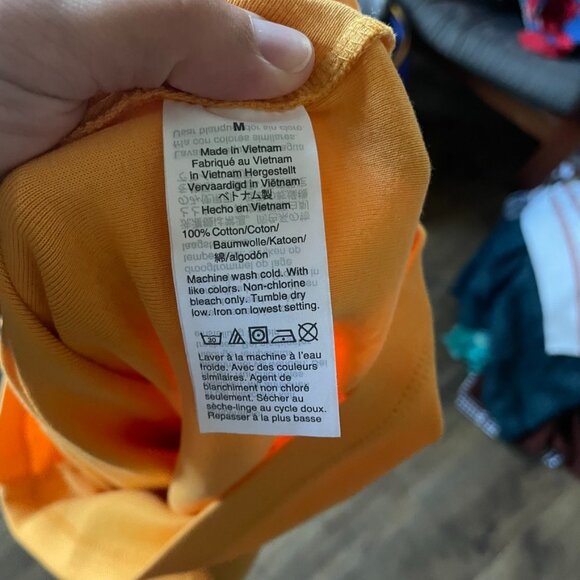 M
Made in Vietnam
Fabriqué au Vietnam
in Vietnam Hergestellt
Vervaardigd in Viëtnam
ベトナム製
Hecho en Vietnam
100% Cotton/Coton/
Baumwolle/Katoen/
綿/algodón
Machine wash cold. With
like colors. Non-chlorine
bleach only. Tumble dry
low. Iron on lowest setting.
Laver à la machine à l'eau
froide. Avec des couleurs
similaires. Agent de
blanchiment non chloré
seulement. Sécher au
sèche-linge au cycle doux.
Repasser à la plus basse